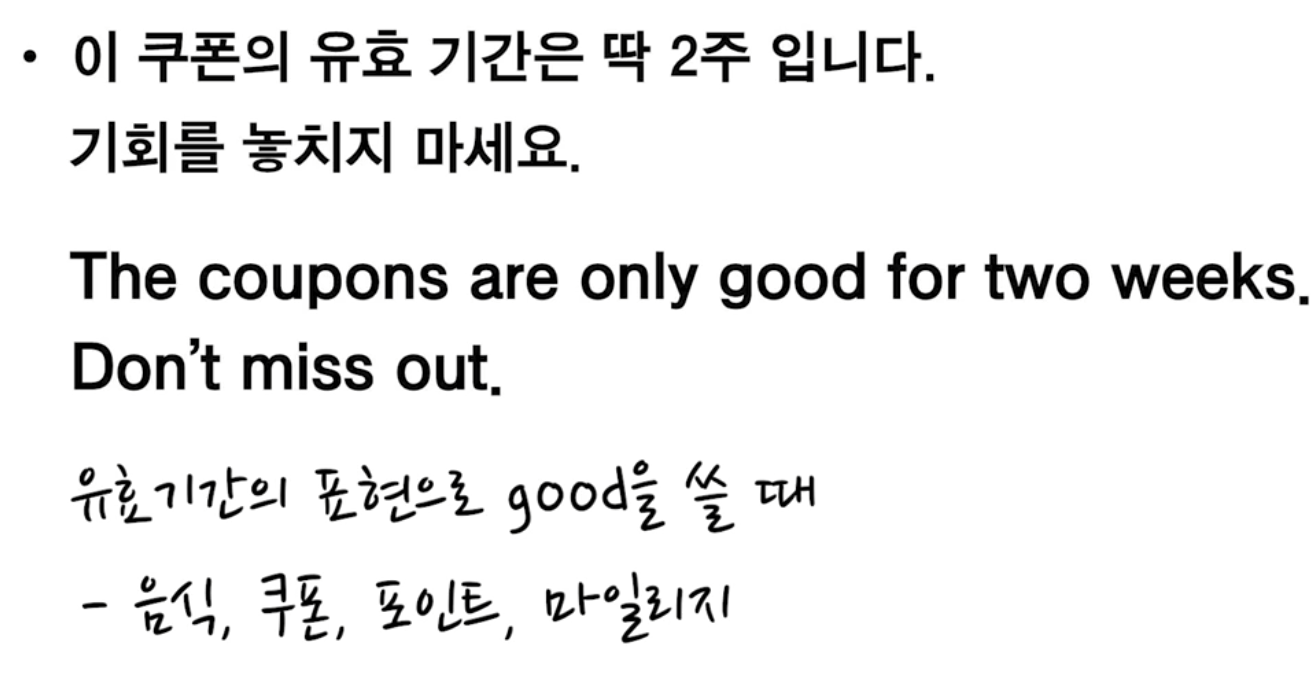 • 이 쿠폰의 유효 기간은 딱 2주 입니다.
기회를 놓치지 마세요.
The coupons are only good for two weeks.
Don't miss out.
유효기간의 표현으로 good을 쓸 때
- 음식, 쿠폰, 포인트, 마일리지